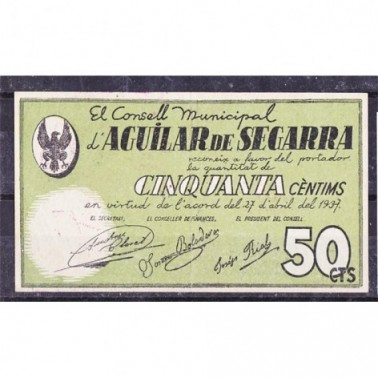 El Consell Municipal
d'AGUILAR DE SEGARRA
reconeix a favor del portador
la quantitat de
CINQUANTA CÈNTIMS
en virtud de l'acord del 27 d'abril del 1937.
EL SECRETARI, EL CONSELLER DE FINANCES, EL PRESIDENT DEL CONSELL,
50
CTS